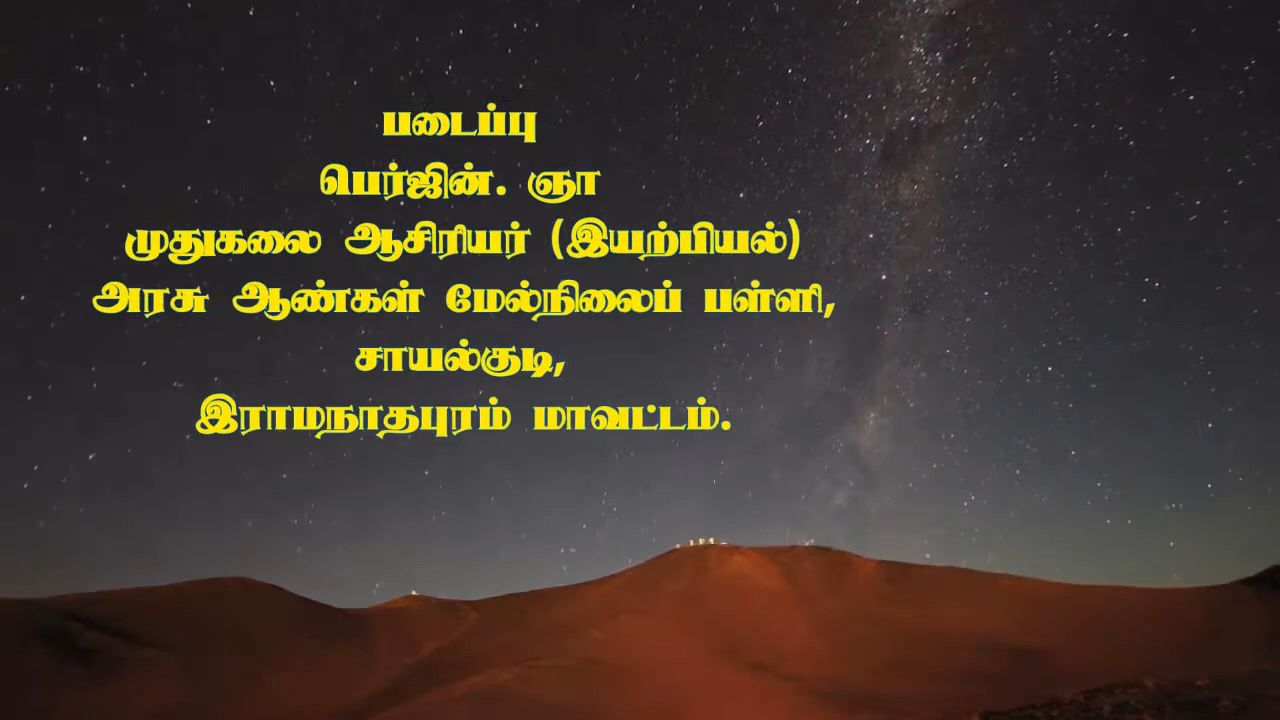 படைப்பு
பெர்ஜின். ஞா
முதுகலை ஆசிரியர் (இயற்பியல்)
அரசு ஆண்கள் மேல்நிலைப் பள்ளி,
சாயல்குடி,
இராமநாதபுரம் மாவட்டம்.